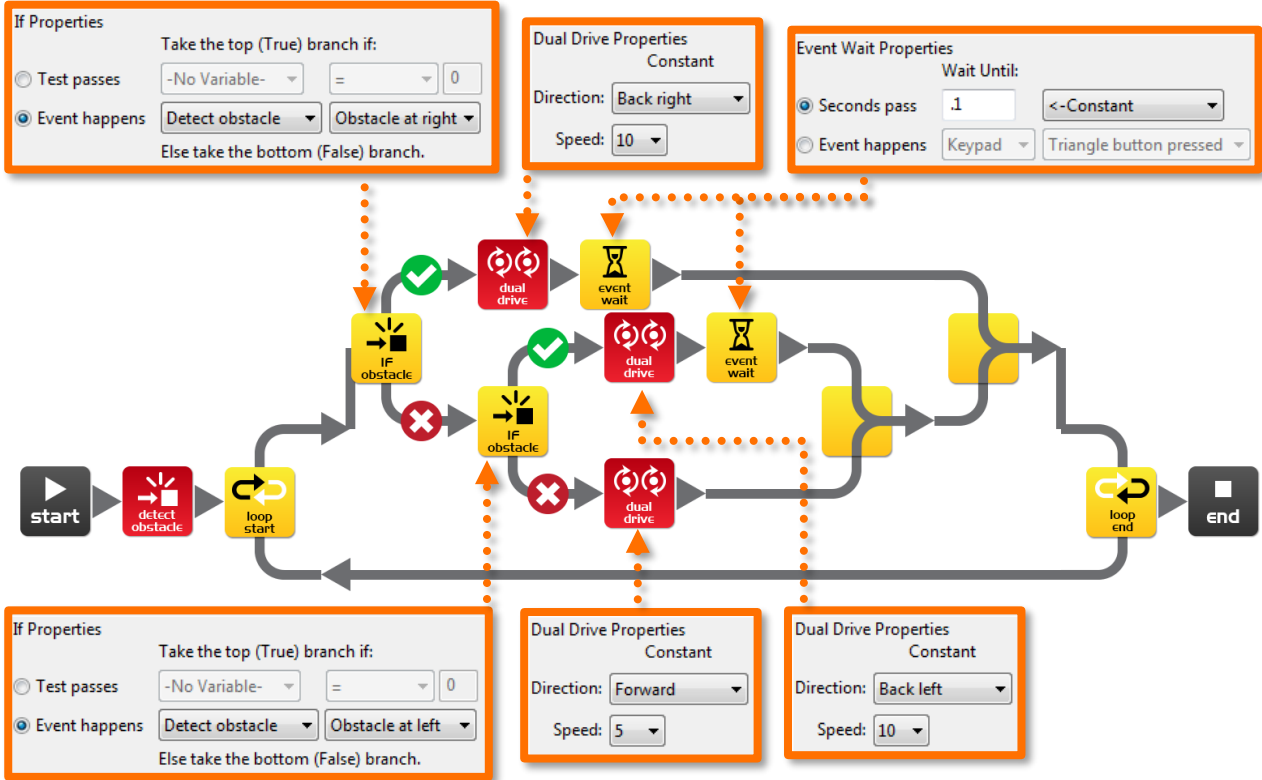 If Properties
Take the top (True) branch if:
Test passes -No Variable- = 0
Event happens Detect obstacle Obstacle at right
Else take the bottom (False) branch.
Dual Drive Properties
Constant
Direction: Back right
Speed: 10
Event Wait Properties
Wait Until:
Seconds pass .1 <-Constant
Event happens Keypad Triangle button pressed
dual
drive
event
wait
IF
obstacle
dual
drive
event
wait
IF
obstacle
start
detect
obstacle
loop
start
dual
drive
loop
end
end
If Properties
Take the top (True) branch if:
Test passes -No Variable- = 0
Event happens Detect obstacle Obstacle at left
Else take the bottom (False) branch.
Dual Drive Properties
Constant
Direction: Forward
Speed: 5
Dual Drive Properties
Constant
Direction: Back left
Speed: 10